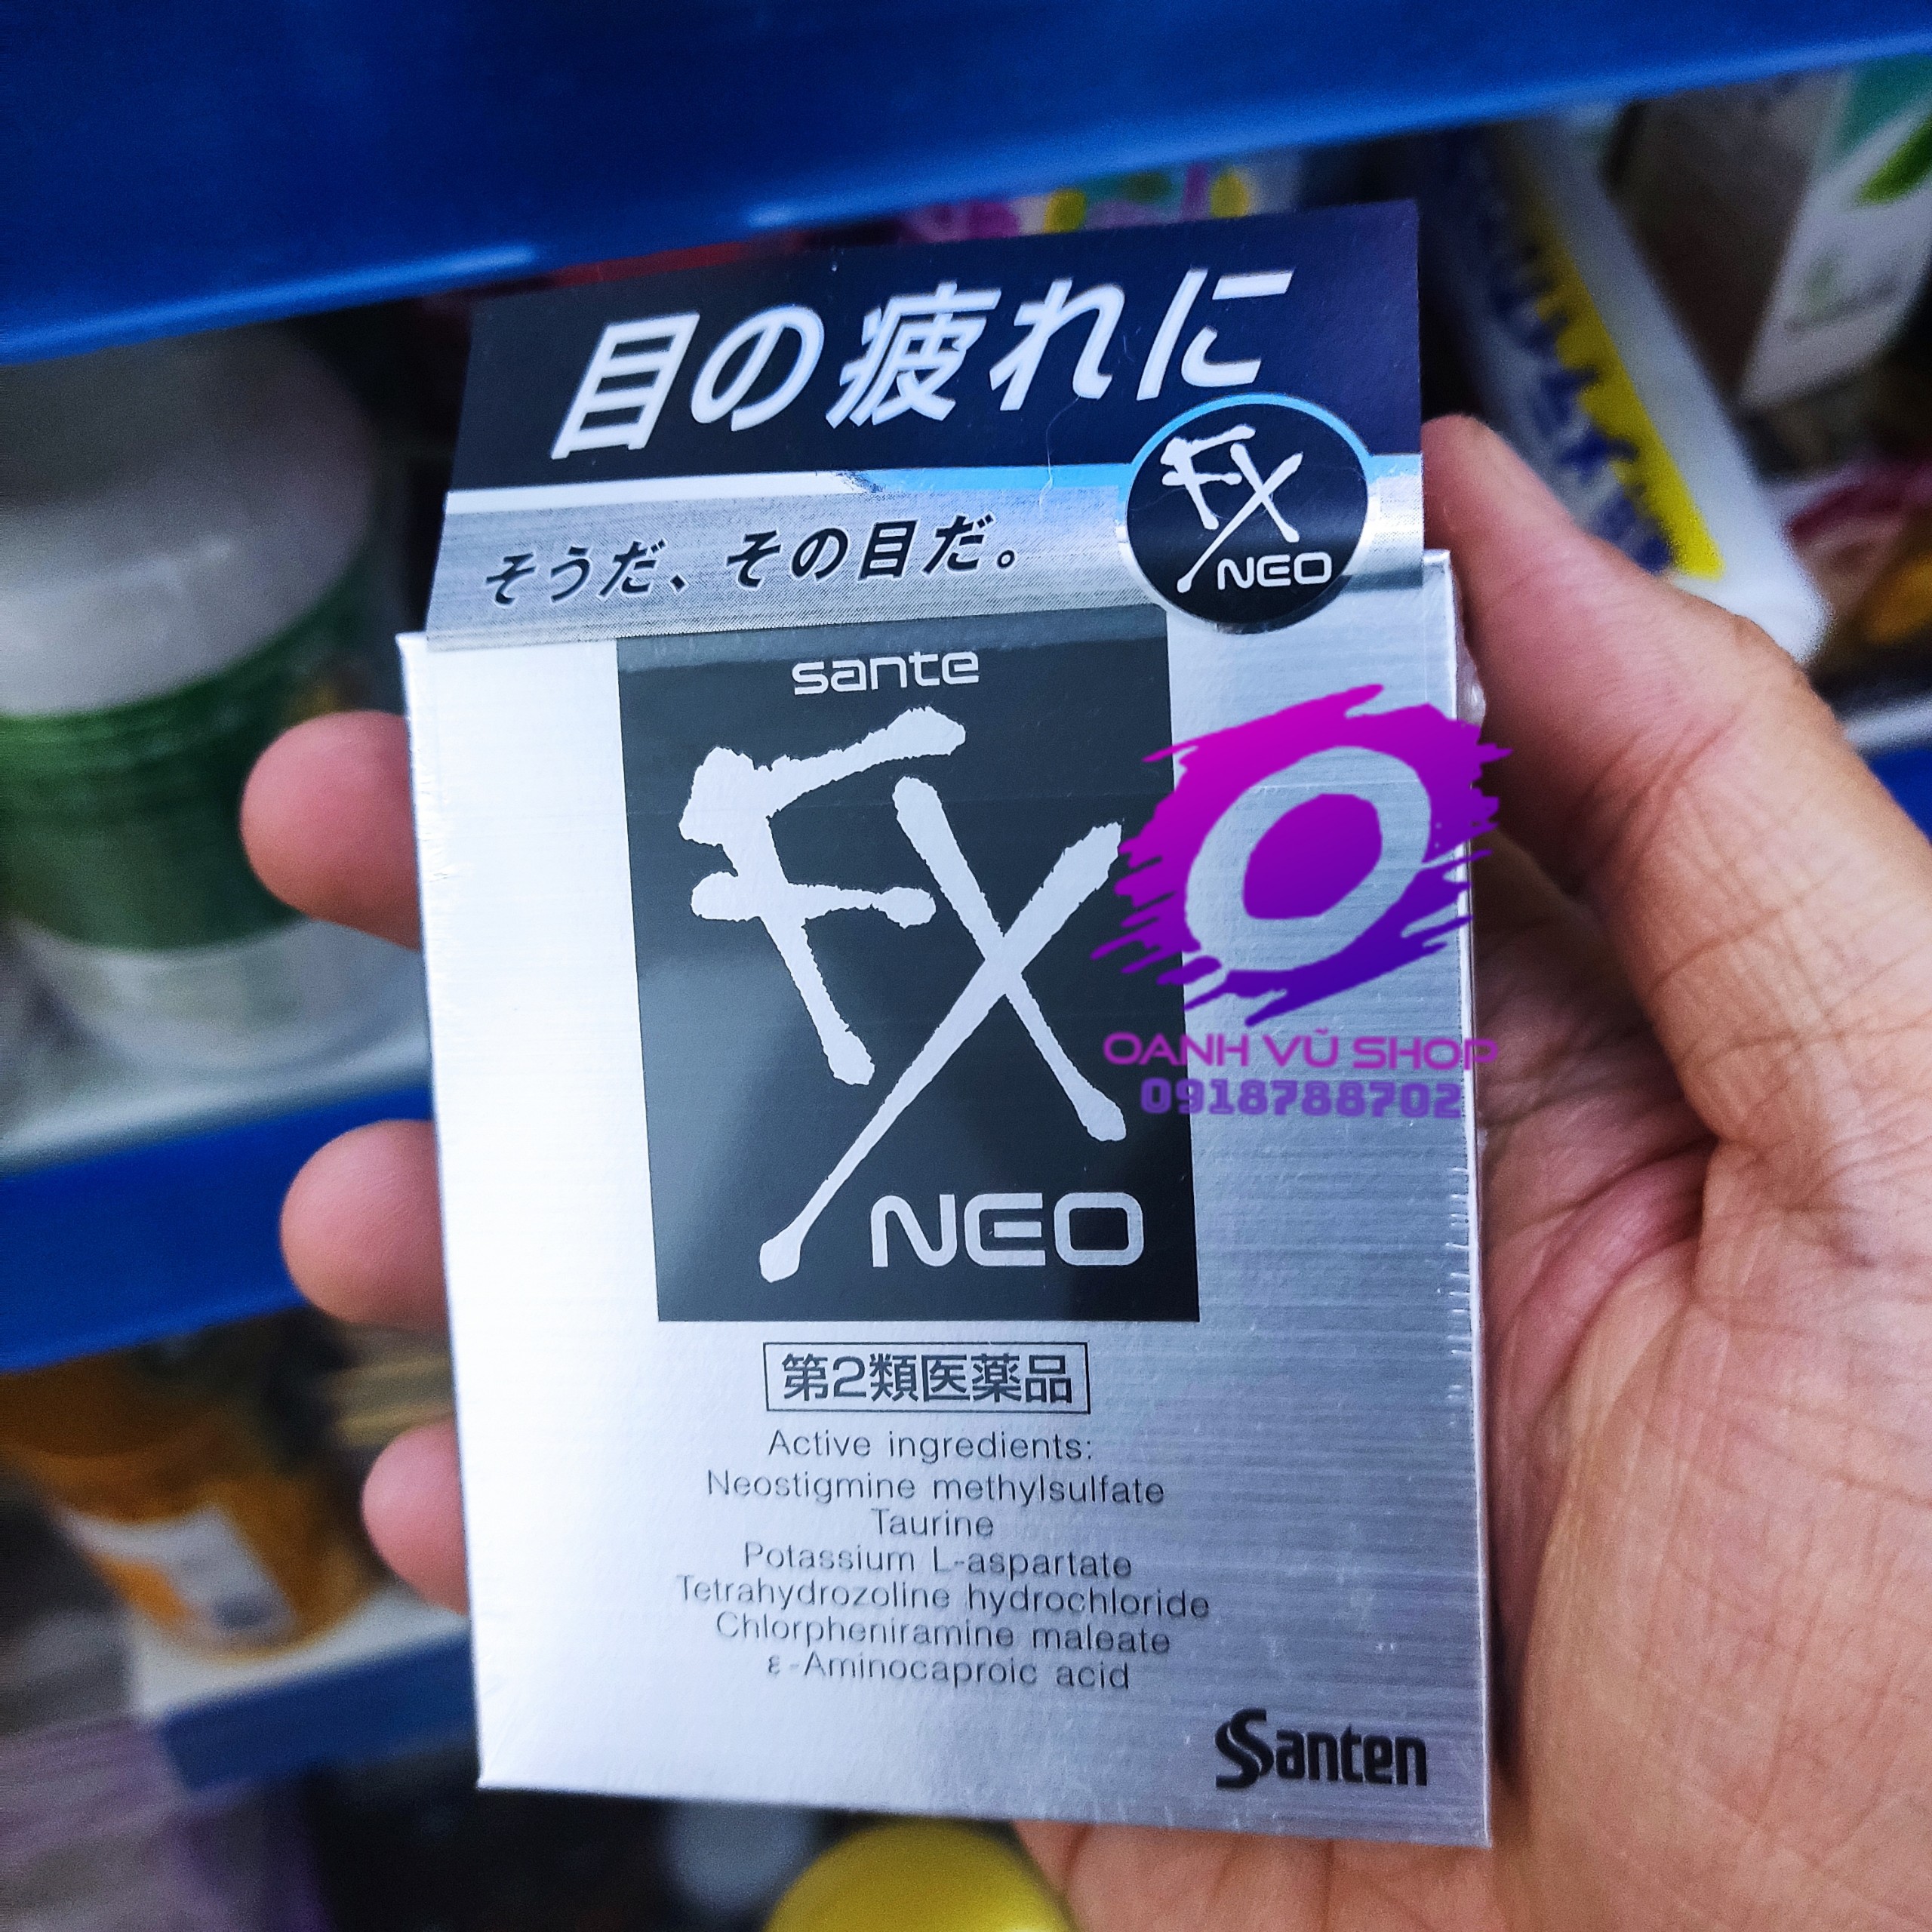 目の疲れに
FX
NEO
そうだ、その目だ。
sante
FX
NEO
OANH VŨ SHOP
0918788702
第2類医薬品
Active ingredients:
Neostigmine methylsulfate
Taurine
Potassium L-aspartate
Tetrahydrozoline hydrochloride
Chlorpheniramine maleate
ε-Aminocaproic acid
Santen